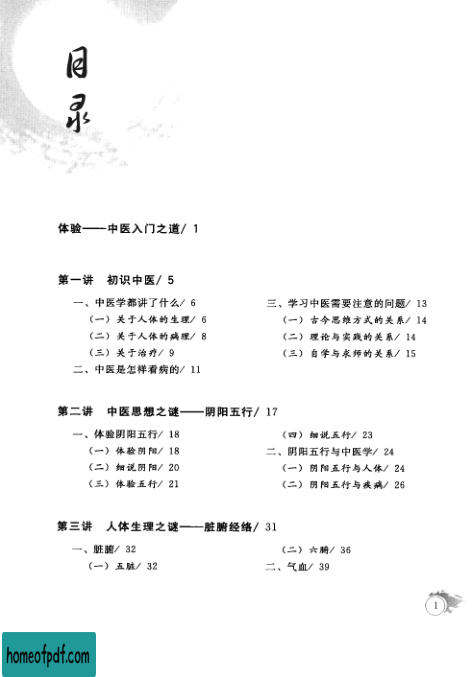 目录
体验——中医入门之道/ 1
第一讲 初识中医/ 5
一、中医学都讲了什么/ 6
（一）关于人体的生理/ 6
（二）关于人体的病理/ 8
（三）关于治疗/ 9
二、中医是怎样看病的/ 11
三、学习中医需要注意的问题/ 13
（一）古今思维方式的关系/ 14
（二）理论与实践的关系/ 14
（三）自学与求师的关系/ 15
第二讲 中医思想之谜——阴阳五行/ 17
一、体验阴阳五行/ 18
（一）体验阴阳/ 18
（二）细说阴阳/ 20
（三）体验五行/ 21
（四）细说五行/ 23
二、阴阳五行与中医学/ 24
（一）阴阳五行与人体/ 24
（二）阴阳五行与疾病/ 26
第三讲 人体生理之谜——脏腑经络/ 31
一、脏腑/ 32
（一）五脏/ 32
（二）六腑/ 36
二、气血/ 39
1
homeofpdf.com